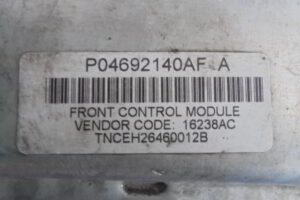 P04692140AF A
FRONT CONTROL MODULE
VENDOR CODE: 16238AC
TNCEH26460012B